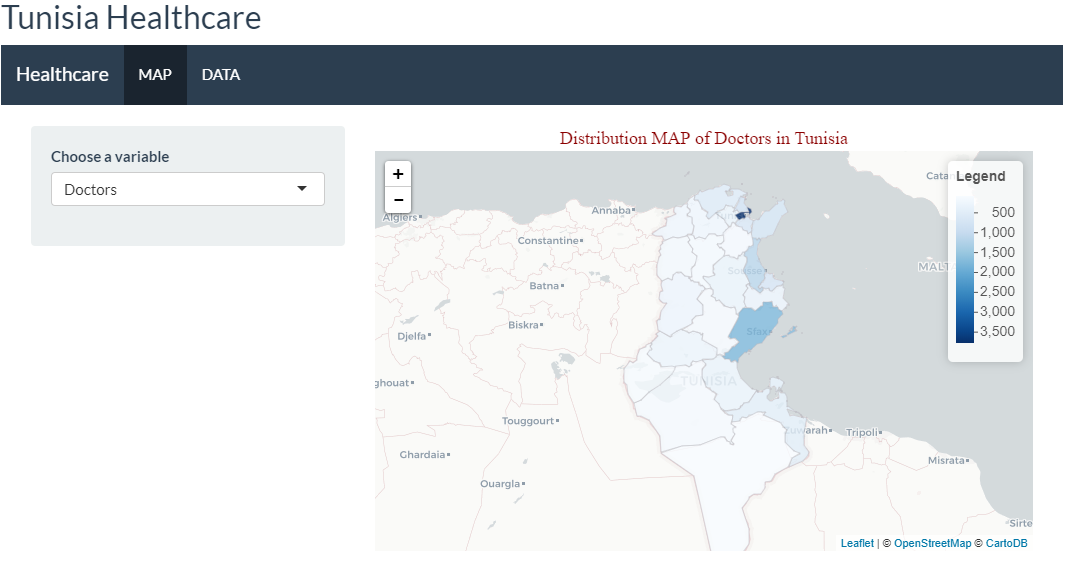 Tunisia Healthcare
Healthcare MAP DATA
Choose a variable
Doctors
Distribution MAP of Doctors in Tunisia
+
−
Legend
500
1,000
1,500
2,000
2,500
3,000
3,500
Cata
Algiers
Annaba
Constantine
Sousse
MALT
Batna
Biskra
Sfax
Djelfa
ghouat
TUNISIA
Touggourt
Zuwarah
Tripoli
Ghardaia
Misrata
Ouargla
Sirte
Leaflet | © OpenStreetMap © CartoDB